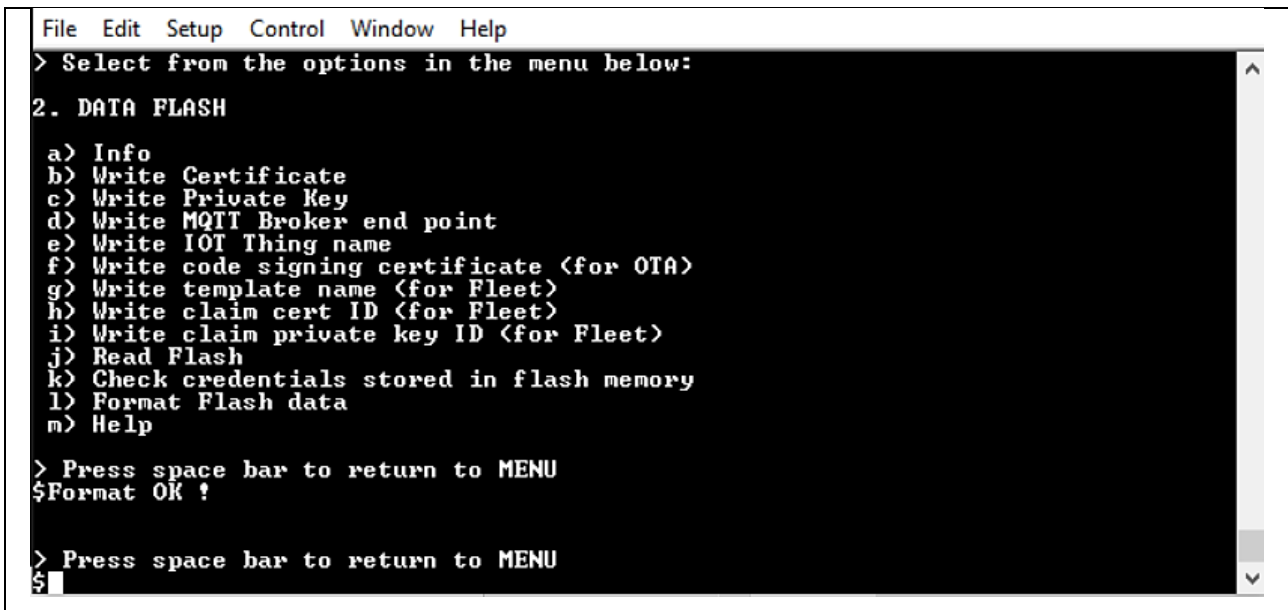 File Edit Setup Control Window Help
> Select from the options in the menu below:
2. DATA FLASH
a) Info
b) Write Certificate
c) Write Private Key
d) Write MQTT Broker end point
e) Write IOT Thing name
f) Write code signing certificate (for OTA)
g) Write template name (for Fleet)
h) Write claim cert ID (for Fleet)
i) Write claim private key ID (for Fleet)
j) Read Flash
k) Check credentials stored in flash memory
l) Format Flash data
m) Help
> Press space bar to return to MENU
$Format OK !
> Press space bar to return to MENU
$